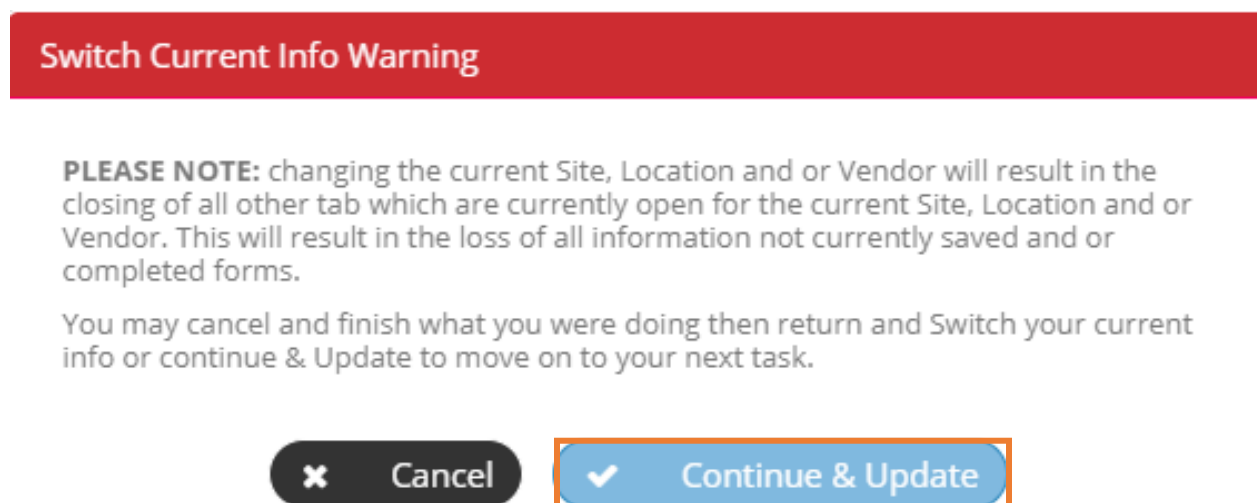 Switch Current Info Warning
PLEASE NOTE: changing the current Site, Location and or Vendor will result in the
closing of all other tab which are currently open for the current Site, Location and or
Vendor. This will result in the loss of all information not currently saved and or
completed forms.
You may cancel and finish what you were doing then return and Switch your current
info or continue & Update to move on to your next task.
Cancel
Continue & Update